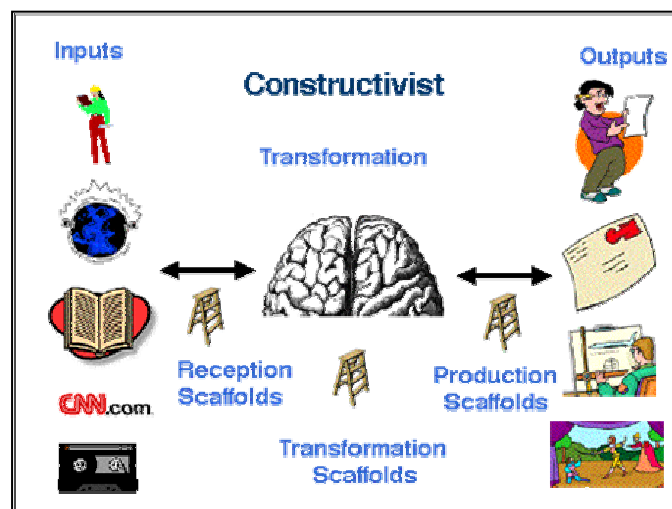 Inputs
Outputs
Constructivist
Transformation
Reception
Scaffolds
Production
Scaffolds
CNN.com
Transformation
Scaffolds